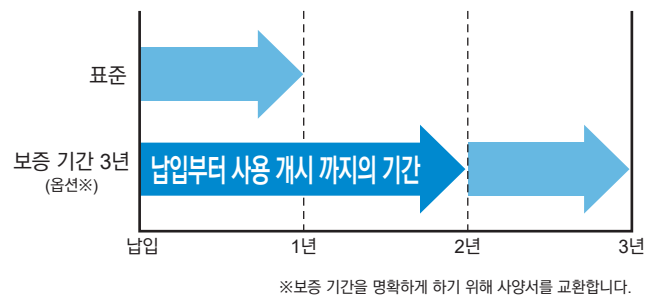 표준
보증 기간 3년
(옵션※)
납입부터 사용 개시 까지의 기간
납입 1년 2년 3년
※보증 기간을 명확하게 하기 위해 사양서를 교환합니다.